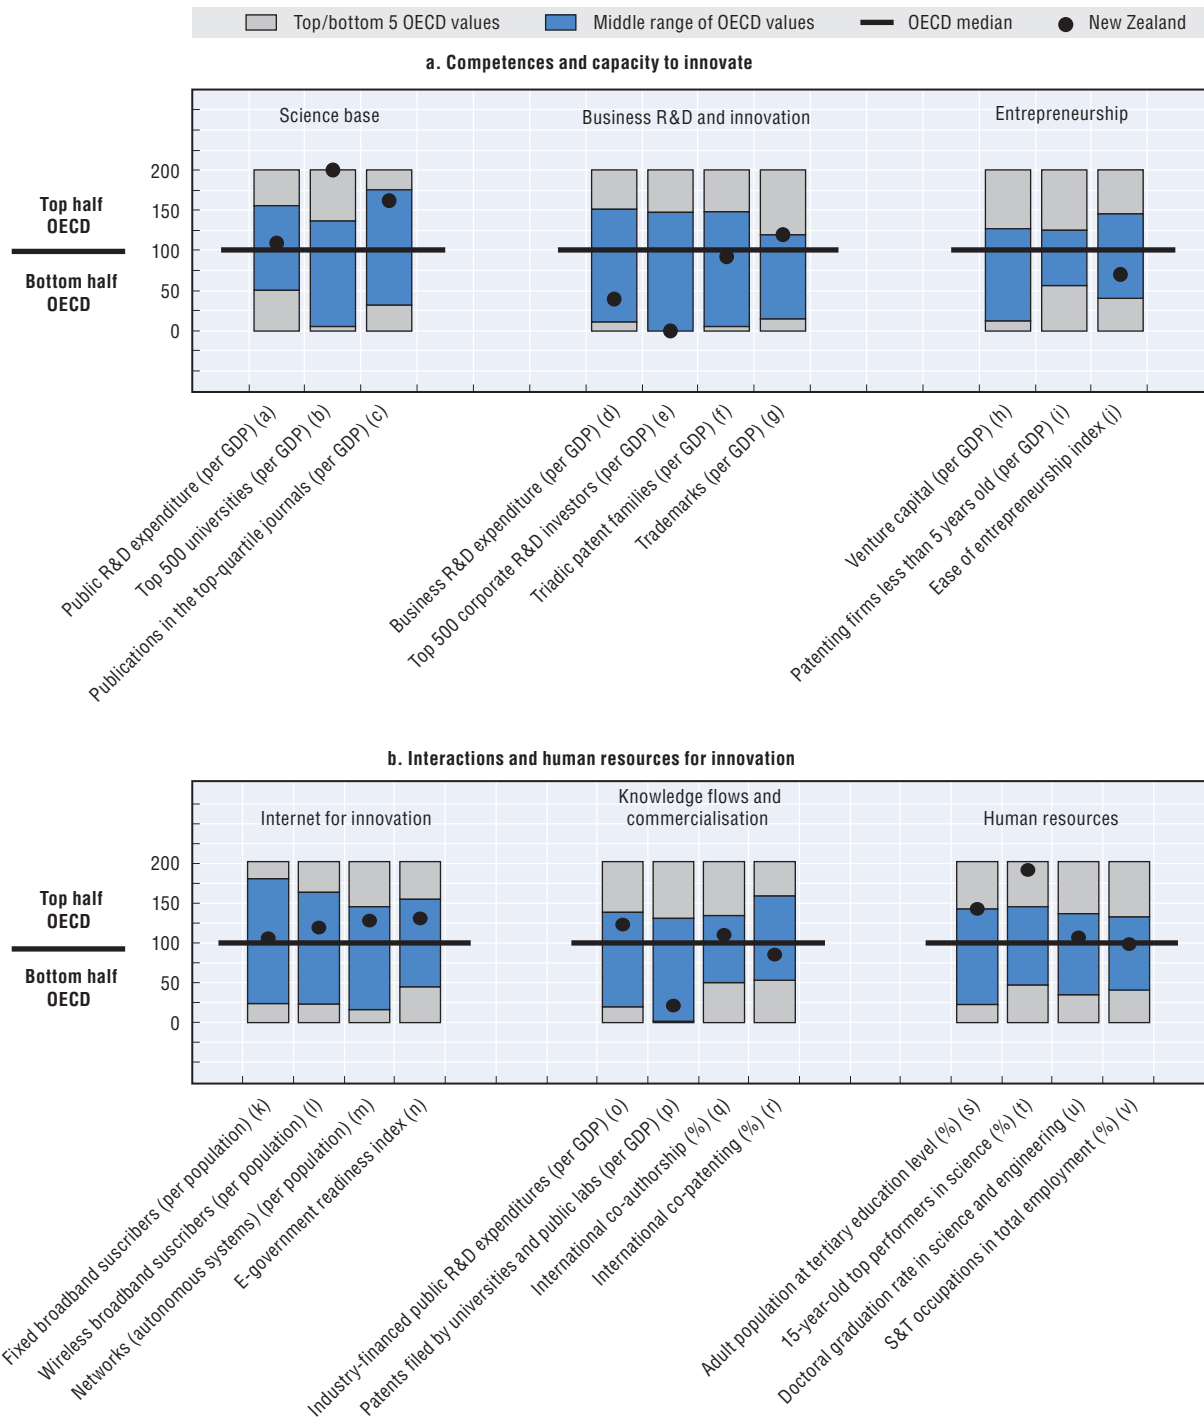 Top/bottom 5 OECD values Middle range of OECD values OECD median New Zealand
a. Competences and capacity to innovate
Science base Business R&D and innovation Entrepreneurship
200
150
100
50
0
Top half
OECD
Bottom half
OECD
Public R&D expenditure (per GDP) (a)
Top 500 universities (per GDP) (b)
Publications in the top-quartile journals (per GDP) (c)
Business R&D expenditure (per GDP) (d)
Top 500 corporate R&D investors (per GDP) (e)
Triadic patent families (per GDP) (f)
Trademarks (per GDP) (g)
Venture capital (per GDP) (h)
Patenting firms less than 5 years old (per GDP) (i)
Ease of entrepreneurship index (j)
b. Interactions and human resources for innovation
Internet for innovation
Knowledge flows and
commercialisation
Human resources
200
150
100
50
0
Top half
OECD
Bottom half
OECD
Fixed broadband suscribers (per population) (k)
Wireless broadband suscribers (per population) (l)
Networks (autonomous systems) (per population) (m)
E-government readiness index (n)
Industry-financed public R&D expenditures (per GDP) (o)
Patents filed by universities and public labs (per GDP) (p)
International co-authorship (%) (q)
International co-patenting (%) (r)
Adult population at tertiary education level (%) (s)
15-year-old top performers in science (%) (t)
Doctoral graduation rate in science and engineering (u)
S&T occupations in total employment (%) (v)